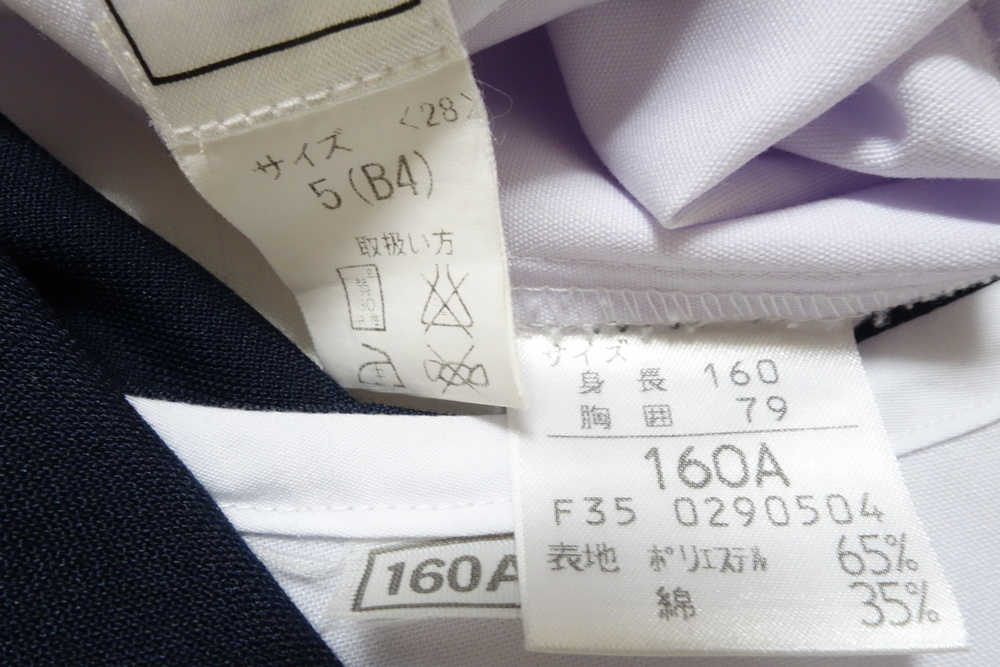 <28>
サイズ
5(B4)
取扱い方
サイズ
身長 160
胸囲 79
160A
F35 0290504
表地 ポリエステル 65%
綿 35%
160A